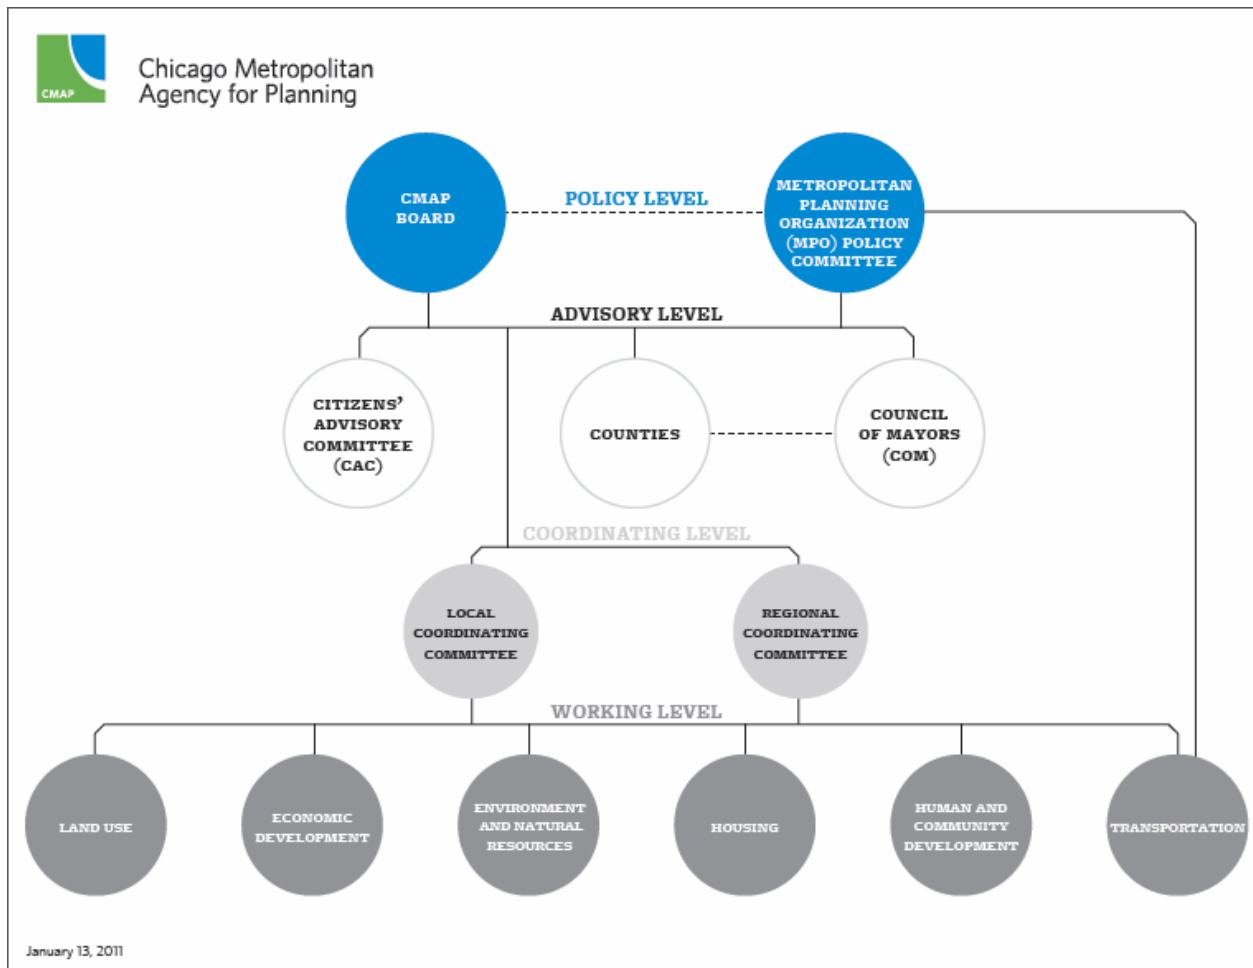 CMAP
Chicago Metropolitan
Agency for Planning
CMAP
BOARD
POLICY LEVEL
METROPOLITAN
PLANNING
ORGANIZATION
(MPO) POLICY
COMMITTEE
ADVISORY LEVEL
CITIZENS’
ADVISORY
COMMITTEE
(CAC)
COUNTIES
COUNCIL
OF MAYORS
(COM)
COORDINATING LEVEL
LOCAL
COORDINATING
COMMITTEE
REGIONAL
COORDINATING
COMMITTEE
WORKING LEVEL
LAND USE
ECONOMIC
DEVELOPMENT
ENVIRONMENT
AND NATURAL
RESOURCES
HOUSING
HUMAN AND
COMMUNITY
DEVELOPMENT
TRANSPORTATION
January 13, 2011